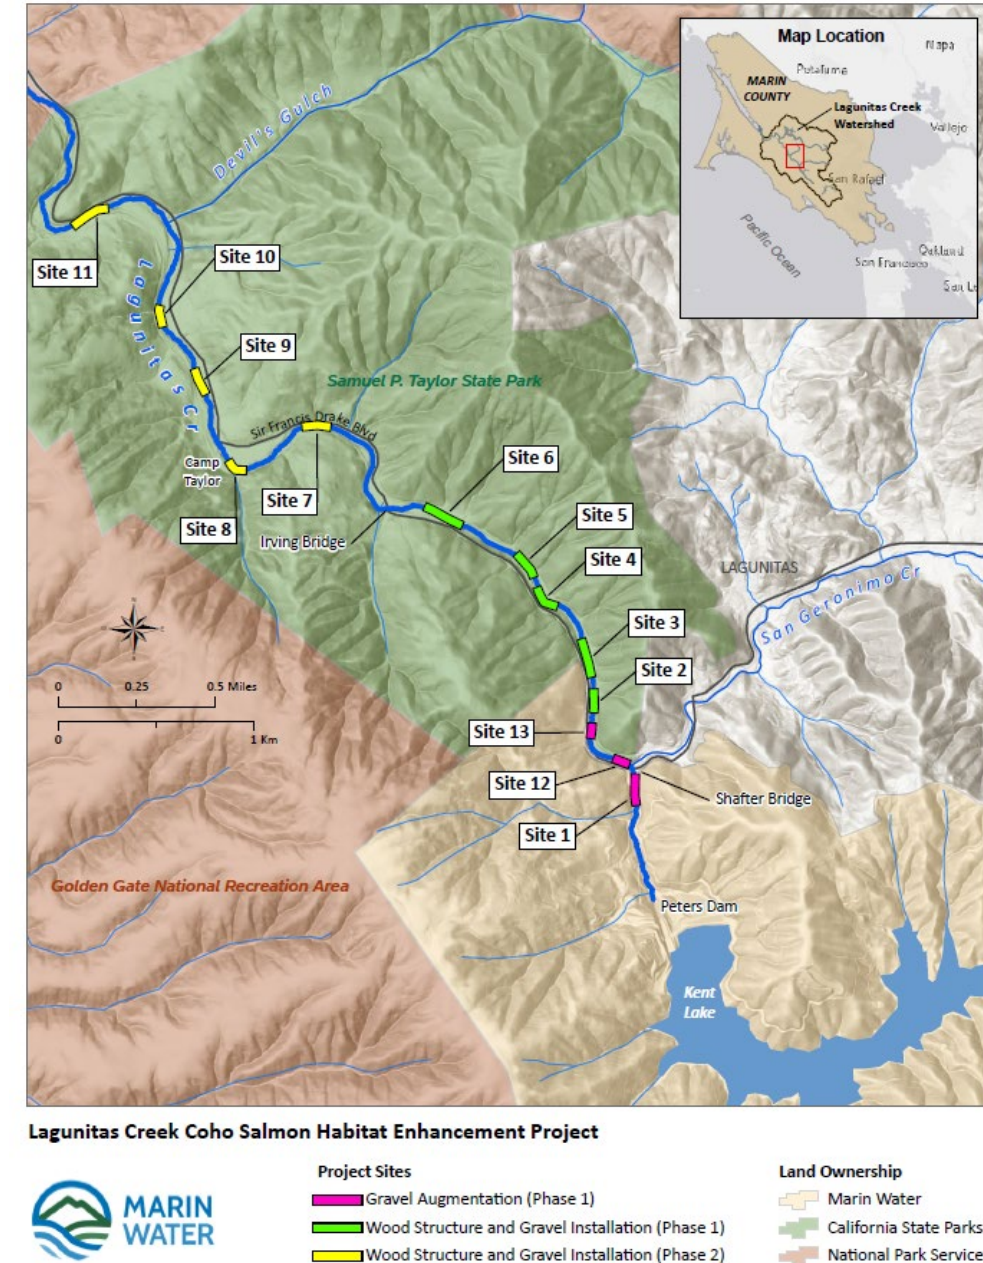 Map Location
Napa
Petaluma
MARIN
COUNTY
Lagunitas Creek
Watershed
Vallejo
San Rafael
Pacific Ocean
Oakland
San Francisco
San Le
Devil's Gulch
Site 11
Site 10
Lagunitas Cr
Site 9
Samuel P. Taylor State Park
Sir Francis Drake Blvd
Camp
Taylor
Site 6
Site 7
Site 8
Site 5
Irving Bridge
Site 4
LAGUNITAS
San Geronimo Cr
N
W E
S
Site 3
Site 2
0 0.25 0.5 Miles
0 1 Km
Site 13
Site 12
Shafter Bridge
Site 1
Golden Gate National Recreation Area
Peters Dam
Kent
Lake
Lagunitas Creek Coho Salmon Habitat Enhancement Project
MARIN
WATER
Project Sites
Gravel Augmentation (Phase 1)
Wood Structure and Gravel Installation (Phase 1)
Wood Structure and Gravel Installation (Phase 2)
Land Ownership
Marin Water
California State Parks
National Park Service